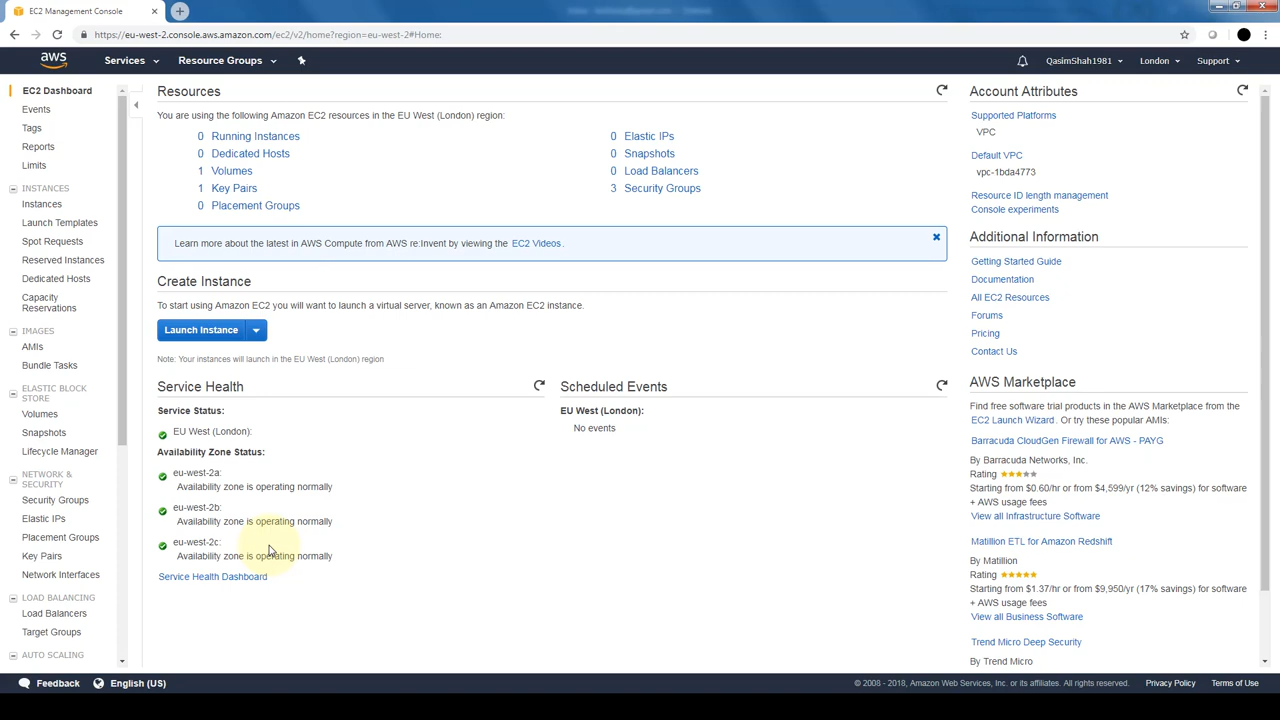 EC2 Management Console
https://eu-west-2.console.aws.amazon.com/ec2/v2/home?region=eu-west-2#Home:
aws
Services
Resource Groups
QasimShah1981
London
Support
EC2 Dashboard
Events
Tags
Reports
Limits
INSTANCES
Instances
Launch Templates
Spot Requests
Reserved Instances
Dedicated Hosts
Capacity
Reservations
IMAGES
AMIs
Bundle Tasks
ELASTIC BLOCK
STORE
Volumes
Snapshots
Lifecycle Manager
NETWORK &
SECURITY
Security Groups
Elastic IPs
Placement Groups
Key Pairs
Network Interfaces
LOAD BALANCING
Load Balancers
Target Groups
AUTO SCALING
Resources
You are using the following Amazon EC2 resources in the EU West (London) region:
0 Running Instances
0 Dedicated Hosts
1 Volumes
1 Key Pairs
0 Placement Groups
0 Elastic IPs
0 Snapshots
0 Load Balancers
3 Security Groups
Learn more about the latest in AWS Compute from AWS re:Invent by viewing the EC2 Videos.
Create Instance
To start using Amazon EC2 you will want to launch a virtual server, known as an Amazon EC2 instance.
Launch Instance
Note: Your instances will launch in the EU West (London) region
Service Health
Service Status:
EU West (London):
Availability Zone Status:
eu-west-2a:
Availability zone is operating normally
eu-west-2b:
Availability zone is operating normally
eu-west-2c:
Availability zone is operating normally
Service Health Dashboard
Scheduled Events
EU West (London):
No events
Account Attributes
Supported Platforms
VPC
Default VPC
vpc-1bda4773
Resource ID length management
Console experiments
Additional Information
Getting Started Guide
Documentation
All EC2 Resources
Forums
Pricing
Contact Us
AWS Marketplace
Find free software trial products in the AWS Marketplace from the
EC2 Launch Wizard. Or try these popular AMIs:
Barracuda CloudGen Firewall for AWS - PAYG
By Barracuda Networks, Inc.
Rating
Starting from $0.60/hr or from $4,599/yr (12% savings) for software
+ AWS usage fees
View all Infrastructure Software
Matillion ETL for Amazon Redshift
By Matillion
Rating
Starting from $1.37/hr or from $9,950/yr (17% savings) for software
+ AWS usage fees
View all Business Software
Trend Micro Deep Security
By Trend Micro
Feedback
English (US)
© 2008 - 2018, Amazon Web Services, Inc. or its affiliates. All rights reserved.
Privacy Policy
Terms of Use